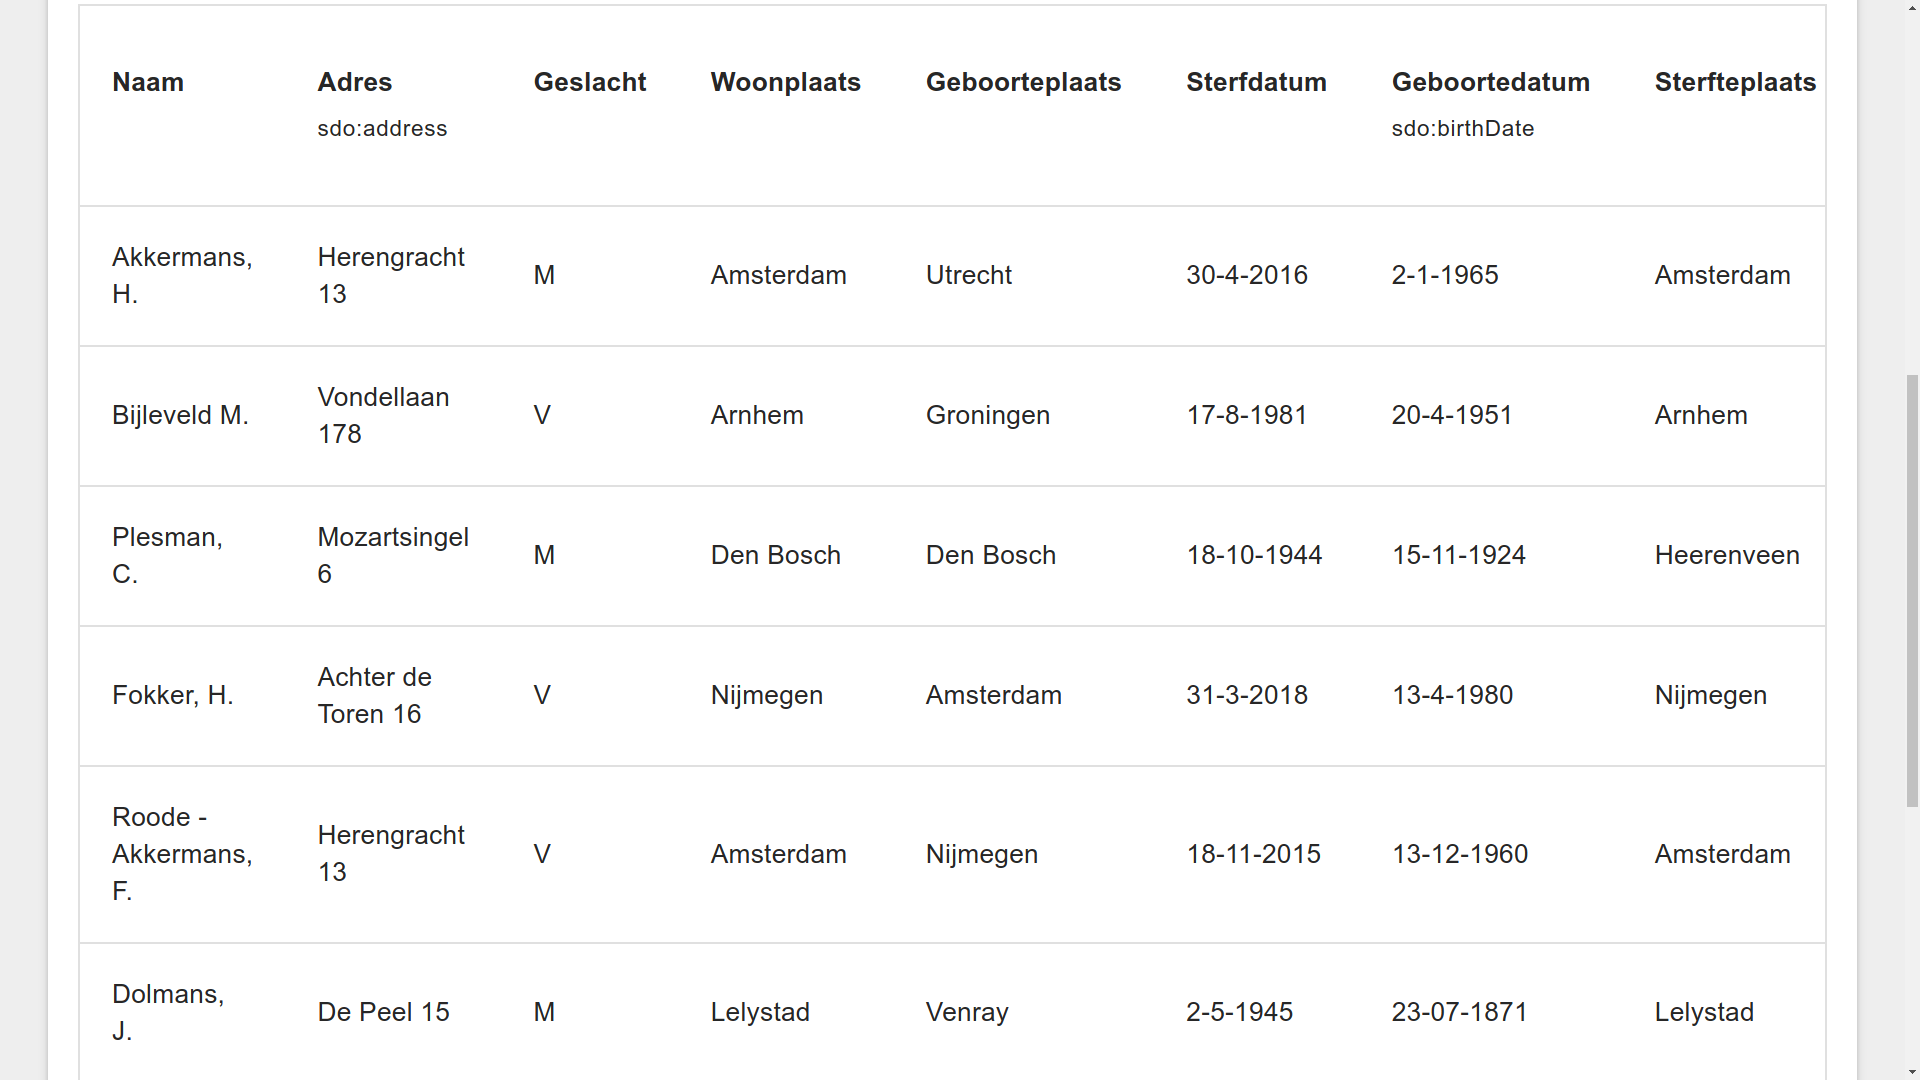 Naam Adres Geslacht Woonplaats Geboorteplaats Sterfdatum Geboortedatum Sterfteplaats
sdo:address sdo:birthDate
Akkermans, H. Herengracht 13 M Amsterdam Utrecht 30-4-2016 2-1-1965 Amsterdam
Bijleveld M. Vondellaan 178 V Arnhem Groningen 17-8-1981 20-4-1951 Arnhem
Plesman, C. Mozartsingel 6 M Den Bosch Den Bosch 18-10-1944 15-11-1924 Heerenveen
Fokker, H. Achter de Toren 16 V Nijmegen Amsterdam 31-3-2018 13-4-1980 Nijmegen
Roode - Akkermans, F. Herengracht 13 V Amsterdam Nijmegen 18-11-2015 13-12-1960 Amsterdam
Dolmans, J. De Peel 15 M Lelystad Venray 2-5-1945 23-07-1871 Lelystad